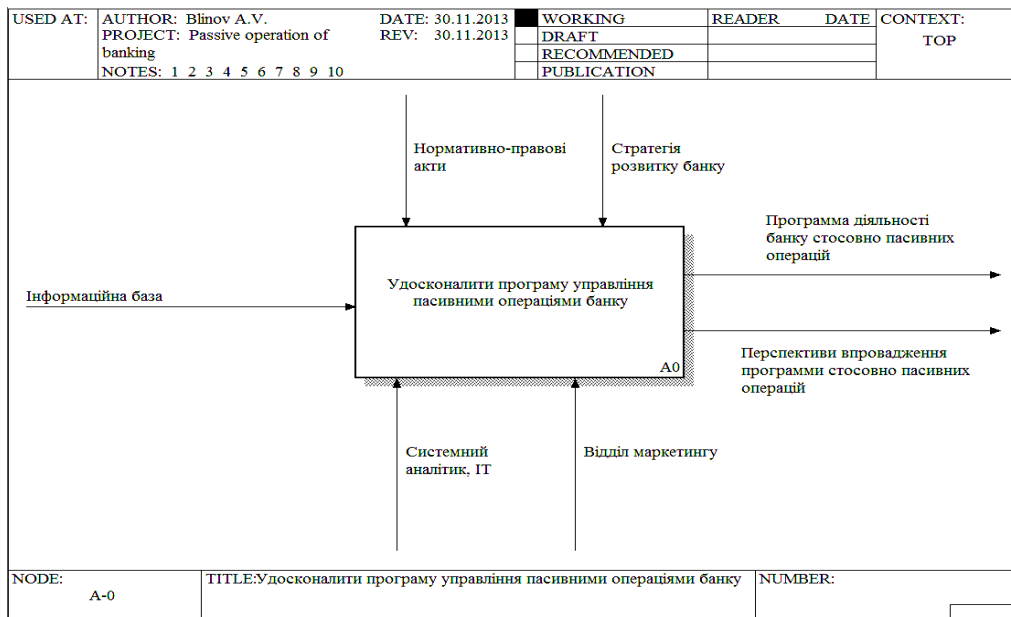 USED AT:
AUTHOR: Blinov A.V.
DATE: 30.11.2013
PROJECT: Passive operation of
banking
REV: 30.11.2013
NOTES: 1 2 3 4 5 6 7 8 9 10
WORKING
DRAFT
RECOMMENDED
PUBLICATION
READER DATE
CONTEXT:
TOP
Нормативно-правові
акти
Стратегія
розвитку банку
Программа діяльності
банку стосовно пасивних
операцій
Інформаційна база
Удосконалити програму управління
пасивними операціями банку
A0
Перспективи впровадження
программи стосовно пасивних
операцій
Системний
аналітик, ІТ
Відділ маркетингу
NODE:
A-0
TITLE:Удосконалити програму управління пасивними операціями банку
NUMBER: